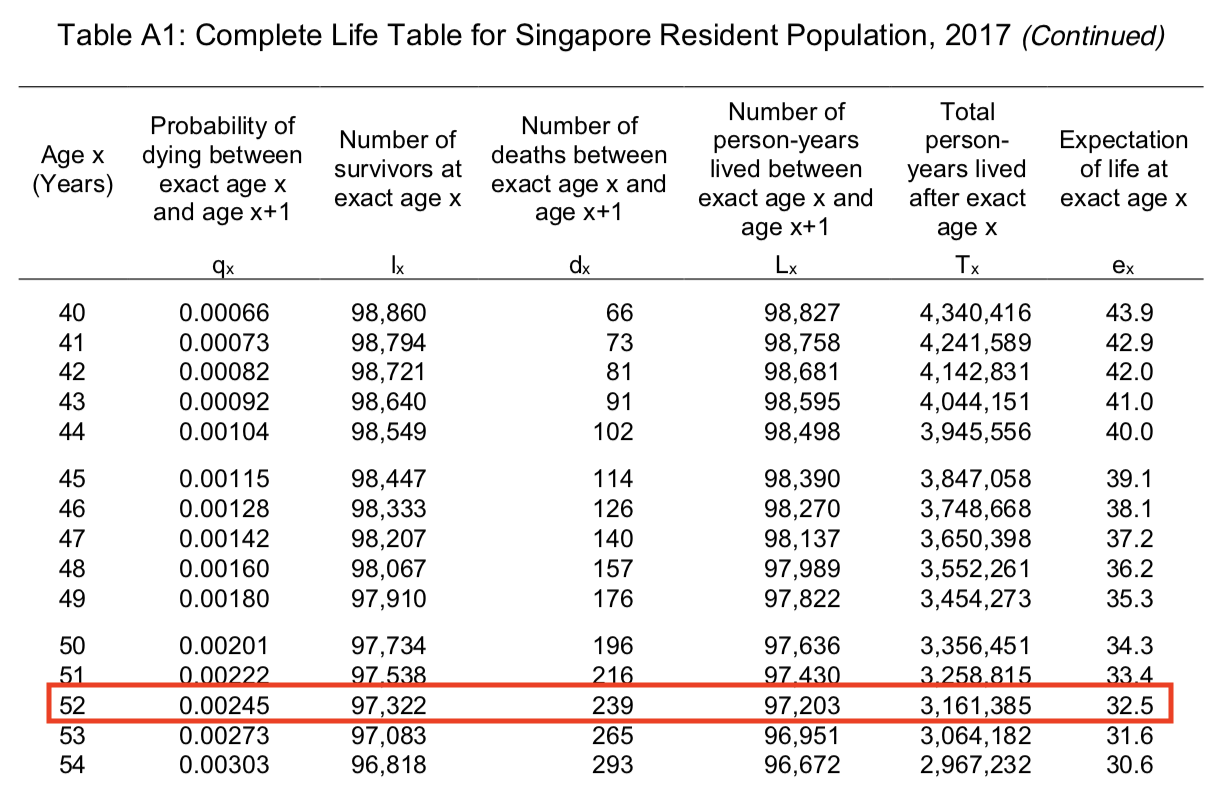 Table A1: Complete Life Table for Singapore Resident Population, 2017 (Continued)
Age x (Years) Probability of dying between exact age x and age x+1 Number of survivors at exact age x Number of deaths between exact age x and age x+1 Number of person-years lived between exact age x and age x+1 Total person-years lived after exact age x Expectation of life at exact age x
qx lx dx Lx Tx ex
40 0.00066 98,860 66 98,827 4,340,416 43.9
41 0.00073 98,794 73 98,758 4,241,589 42.9
42 0.00082 98,721 81 98,681 4,142,831 42.0
43 0.00092 98,640 91 98,595 4,044,151 41.0
44 0.00104 98,549 102 98,498 3,945,556 40.0
45 0.00115 98,447 114 98,390 3,847,058 39.1
46 0.00128 98,333 126 98,270 3,748,668 38.1
47 0.00142 98,207 140 98,137 3,650,398 37.2
48 0.00160 98,067 157 97,989 3,552,261 36.2
49 0.00180 97,910 176 97,822 3,454,273 35.3
50 0.00201 97,734 196 97,636 3,356,451 34.3
51 0.00222 97,538 216 97,430 3,258,815 33.4
52 0.00245 97,322 239 97,203 3,161,385 32.5
53 0.00273 97,083 265 96,951 3,064,182 31.6
54 0.00303 96,818 293 96,672 2,967,232 30.6